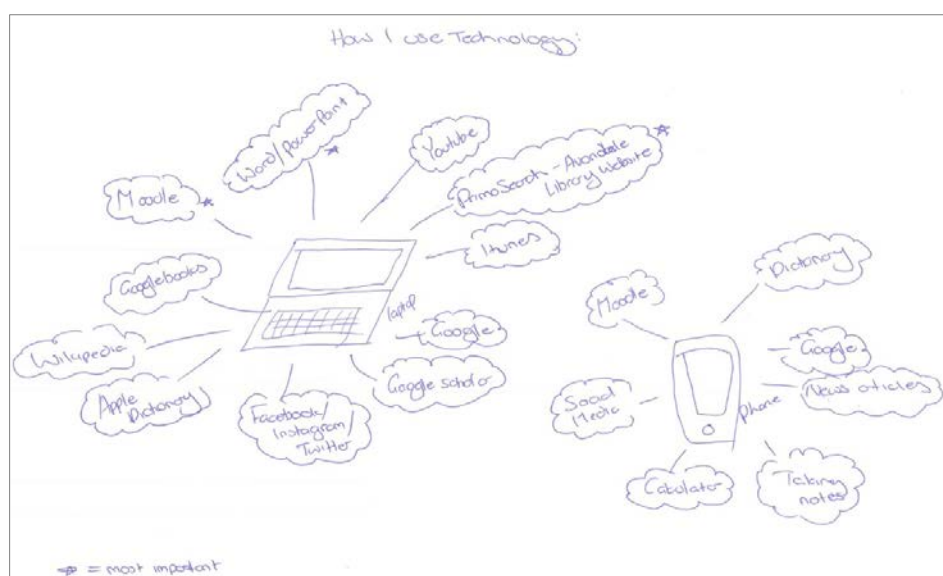 How I use Technology:
Word/PowerPoint
Youtube
PrimoSearch - Avondale
Library Website
Moodle
Itunes
Googlebooks
laptop
Google
Wikipedia
Google scholar
Apple
Dictionary
Facebook/
Instagram/
Twitter
Dictionary
Moodle
Google
News articles
Social
Media
phone
Calculator
Taking
notes
= most important